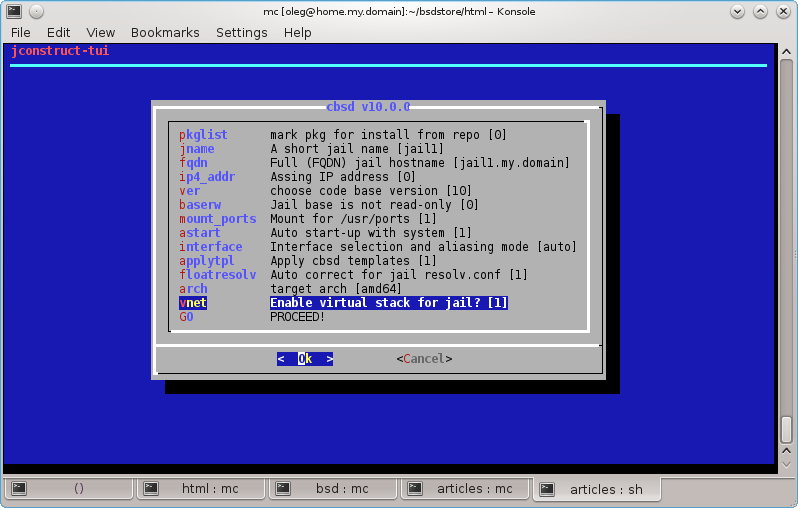 mc [oleg@home.my.domain]:~/bsdstore/html – Konsole
File Edit View Bookmarks Settings Help
jconstruct-tui
cbsd v10.0.0
pkglist mark pkg for install from repo [0]
jname A short jail name [jail1]
fqdn Full (FQDN) jail hostname [jail1.my.domain]
ip4_addr Assing IP address [0]
ver choose code base version [10]
baserw Jail base is not read-only [0]
mount_ports Mount for /usr/ports [1]
astart Auto start-up with system [1]
interface Interface selection and aliasing mode [auto]
applytpl Apply cbsd templates [1]
floatresolv Auto correct for jail resolv.conf [1]
arch target arch [amd64]
vnet Enable virtual stack for jail? [1]
GO PROCEED!
< Ok > <Cancel>
() html : mc bsd : mc articles : mc articles : sh